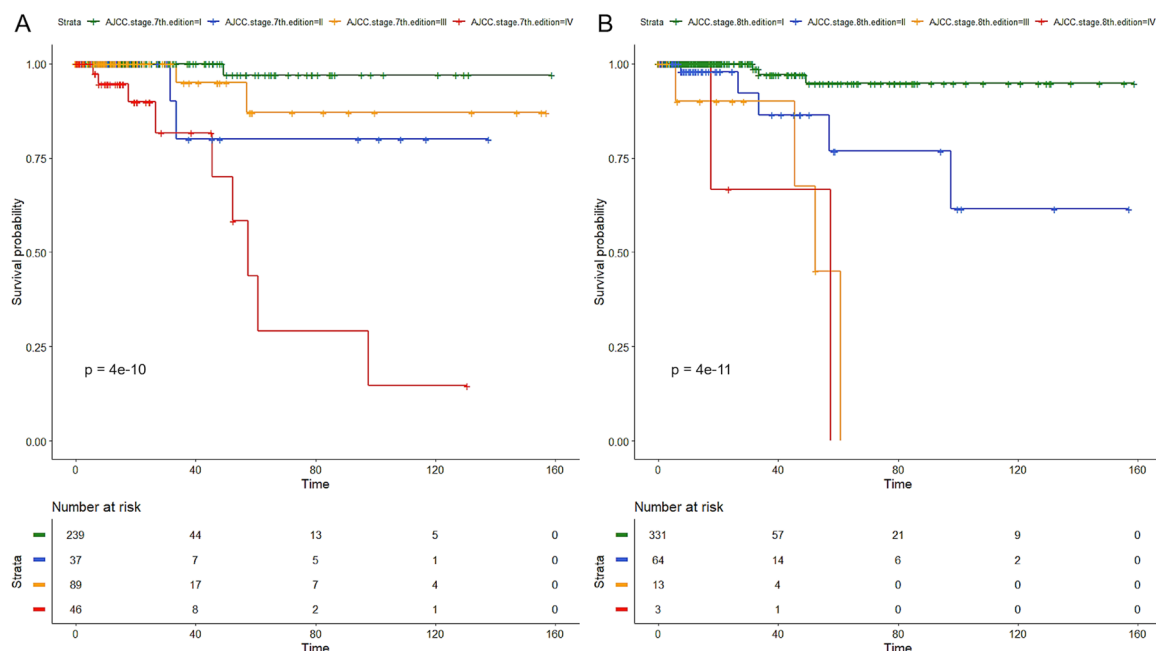 A
Strata AJCC.stage.7th.edition=I AJCC.stage.7th.edition=II AJCC.stage.7th.edition=III AJCC.stage.7th.edition=IV
1.00
0.75
0.50
0.25
0.00
Survival probability
p = 4e-10
0 40 80 120 160
Time
Number at risk
Strata
239 44 13 5 0
37 7 5 1 0
89 17 7 4 0
46 8 2 1 0
0 40 80 120 160
Time
B
Strata AJCC.stage.8th.edition=I AJCC.stage.8th.edition=II AJCC.stage.8th.edition=III AJCC.stage.8th.edition=IV
1.00
0.75
0.50
0.25
0.00
Survival probability
p = 4e-11
0 40 80 120 160
Time
Number at risk
Strata
331 57 21 9 0
64 14 6 2 0
13 4 0 0 0
3 1 0 0 0
0 40 80 120 160
Time